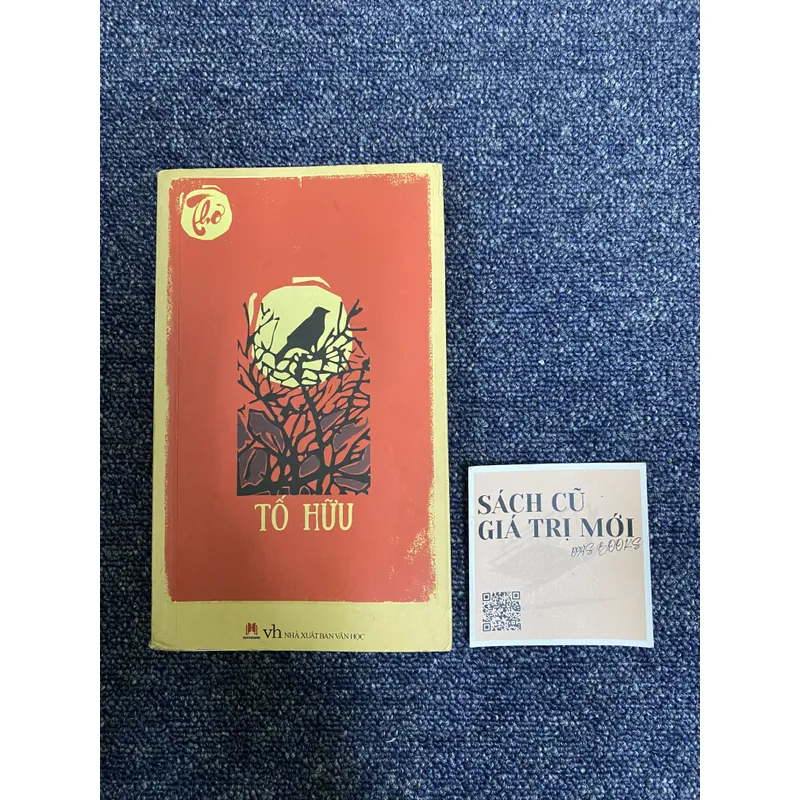 Thơ
TỐ HỮU
vh NHÀ XUẤT BẢN VĂN HỌC
SÁCH CŨ
GIÁ TRỊ MỚI